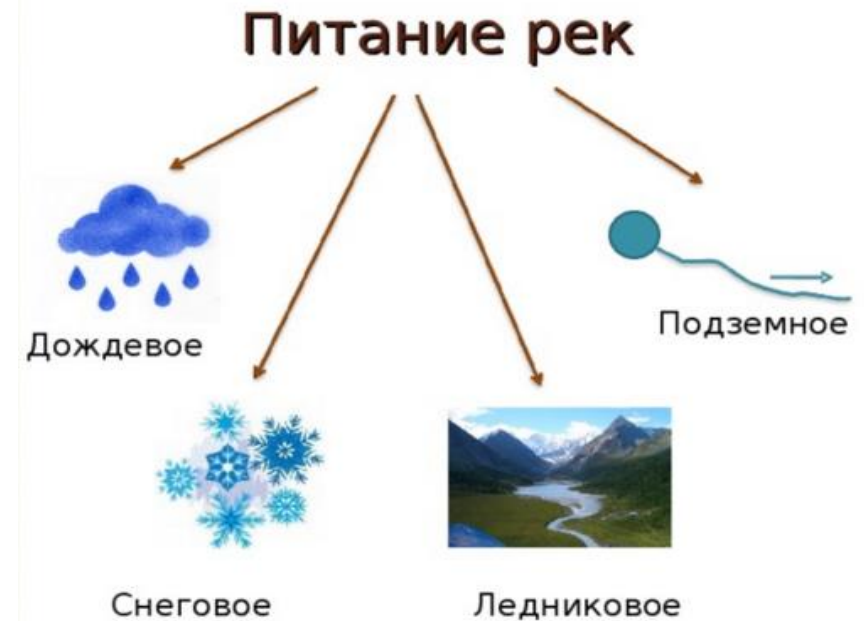 Питание рек
Дождевое
Подземное
Снеговое
Ледниковое